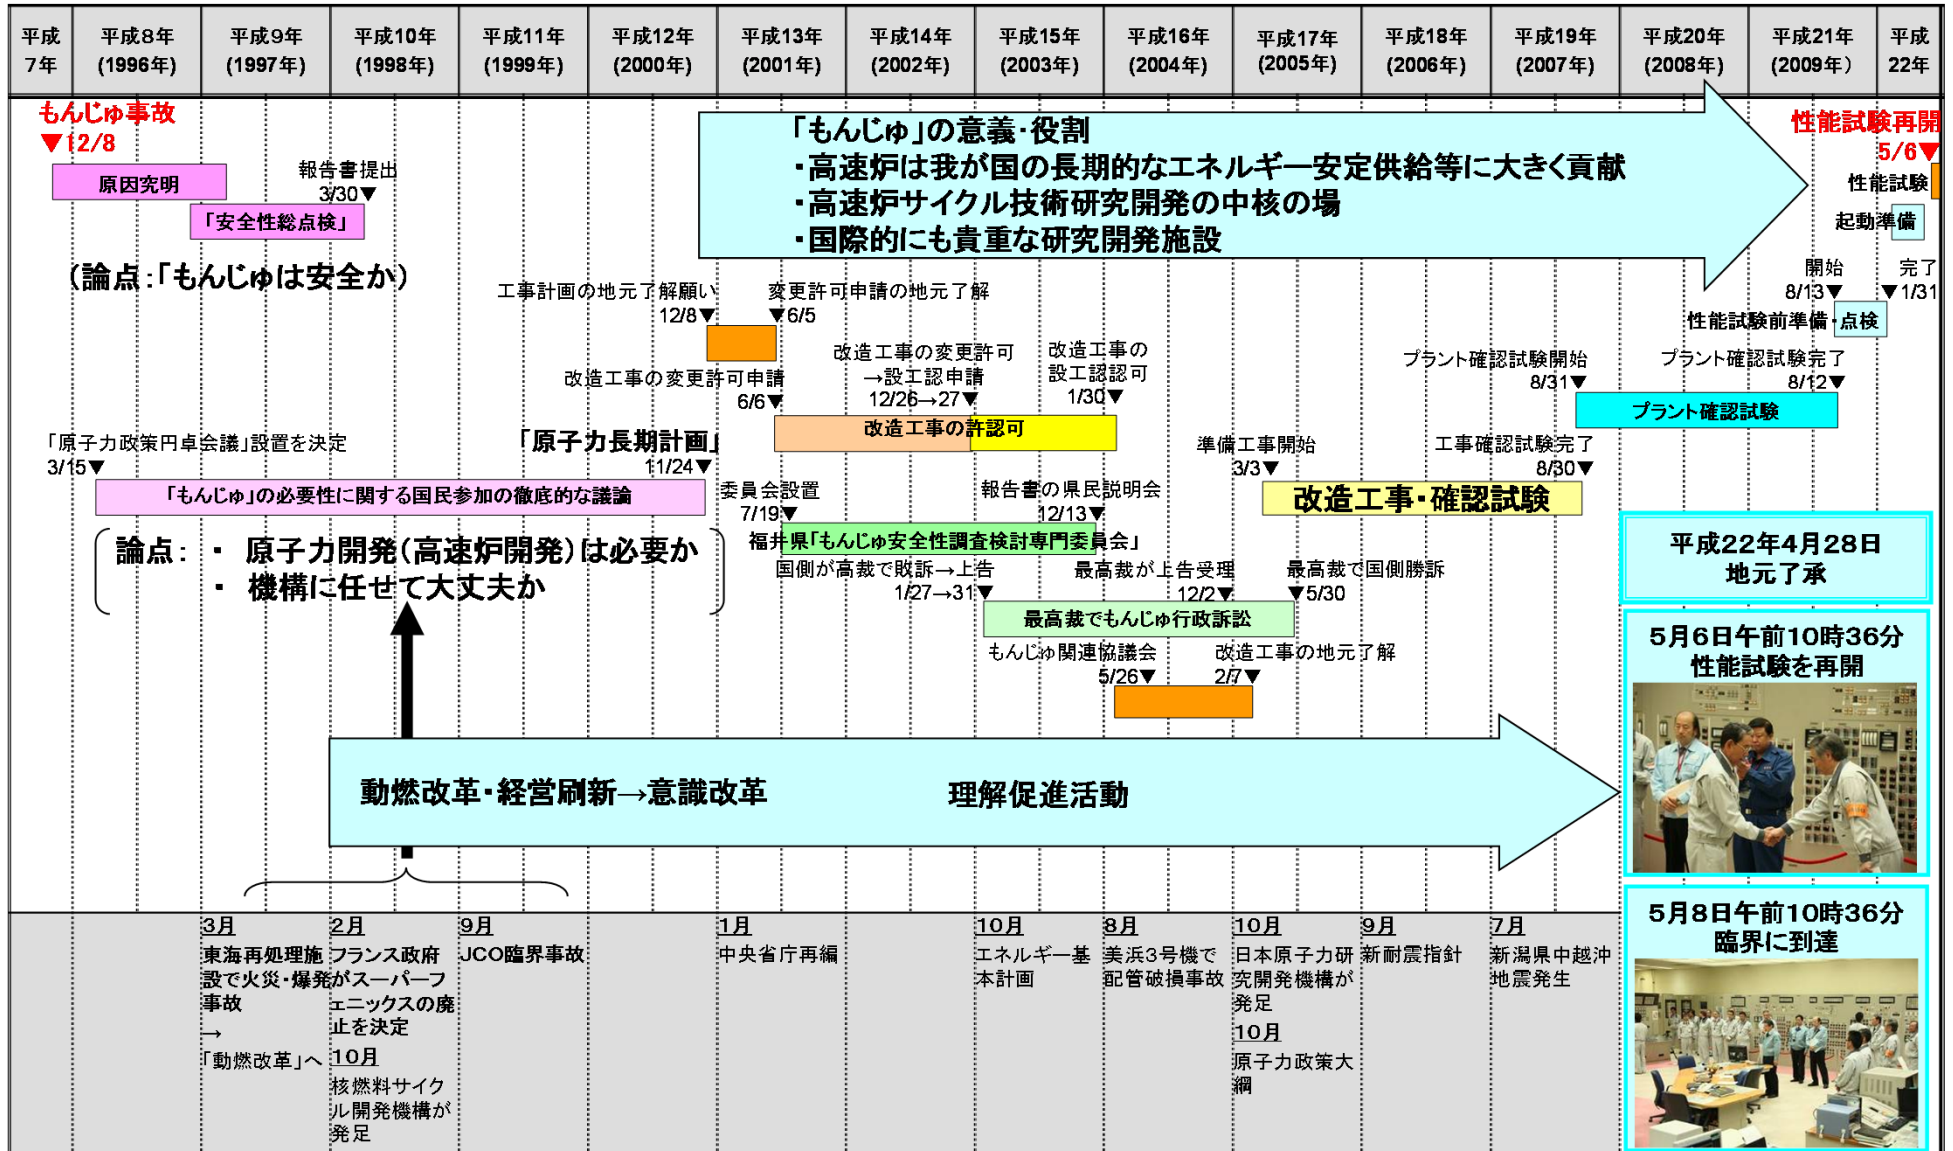 平成
7年
平成8年
(1996年)
平成9年
(1997年)
平成10年
(1998年)
平成11年
(1999年)
平成12年
(2000年)
平成13年
(2001年)
平成14年
(2002年)
平成15年
(2003年)
平成16年
(2004年)
平成17年
(2005年)
平成18年
(2006年)
平成19年
(2007年)
平成20年
(2008年)
平成21年
(2009年)
平成
22年
もんじゅ事故
▼12/8
原因究明
報告書提出
3/30▼
「安全性総点検」
(論点:「もんじゅは安全か)
「もんじゅ」の意義・役割
・高速炉は我が国の長期的なエネルギー安定供給等に大きく貢献
・高速炉サイクル技術研究開発の中核の場
・国際的にも貴重な研究開発施設
性能試験再開
5/6▼
性能試験
起動準備
開始
8/13▼
完了
▼1/31
性能試験前準備・点検
工事計画の地元了解願い
12/8▼
変更許可申請の地元了解
▼6/5
改造工事の変更許可申請
6/6▼
改造工事の変更許可
→設工認申請
12/26→27▼
改造工事の
設工認認可
1/30▼
改造工事の許認可
プラント確認試験開始
8/31▼
プラント確認試験完了
8/12▼
プラント確認試験
「原子力政策円卓会議」設置を決定
3/15▼
「原子力長期計画」
11/24▼
「もんじゅ」の必要性に関する国民参加の徹底的な議論
論点: ・ 原子力開発(高速炉開発)は必要か
・ 機構に任せて大丈夫か
委員会設置
7/19▼
報告書の県民説明会
12/13▼
福井県「もんじゅ安全性調査検討専門委員会」
準備工事開始
3/3▼
工事確認試験完了
8/30▼
改造工事・確認試験
国側が高裁で敗訴→上告
1/27→31▼
最高裁が上告受理
12/2▼
最高裁で国側勝訴
▼5/30
最高裁でもんじゅ行政訴訟
もんじゅ関連協議会
5/26▼
改造工事の地元了解
2/7▼
動燃改革・経営刷新→意識改革
理解促進活動
平成22年4月28日
地元了承
5月6日午前10時36分
性能試験を再開
5月8日午前10時36分
臨界に到達
3月
東海再処理施
設で火災・爆発
事故
→
「動燃改革」へ
2月
フランス政府
がスーパーフ
ェニックスの廃
止を決定
10月
核燃料サイク
ル開発機構が
発足
9月
JCO臨界事故
1月
中央省庁再編
10月
エネルギー基
本計画
8月
美浜3号機で
配管破損事故
10月
日本原子力研
究開発機構が
発足
10月
原子力政策大
綱
9月
新耐震指針
7月
新潟県中越沖
地震発生